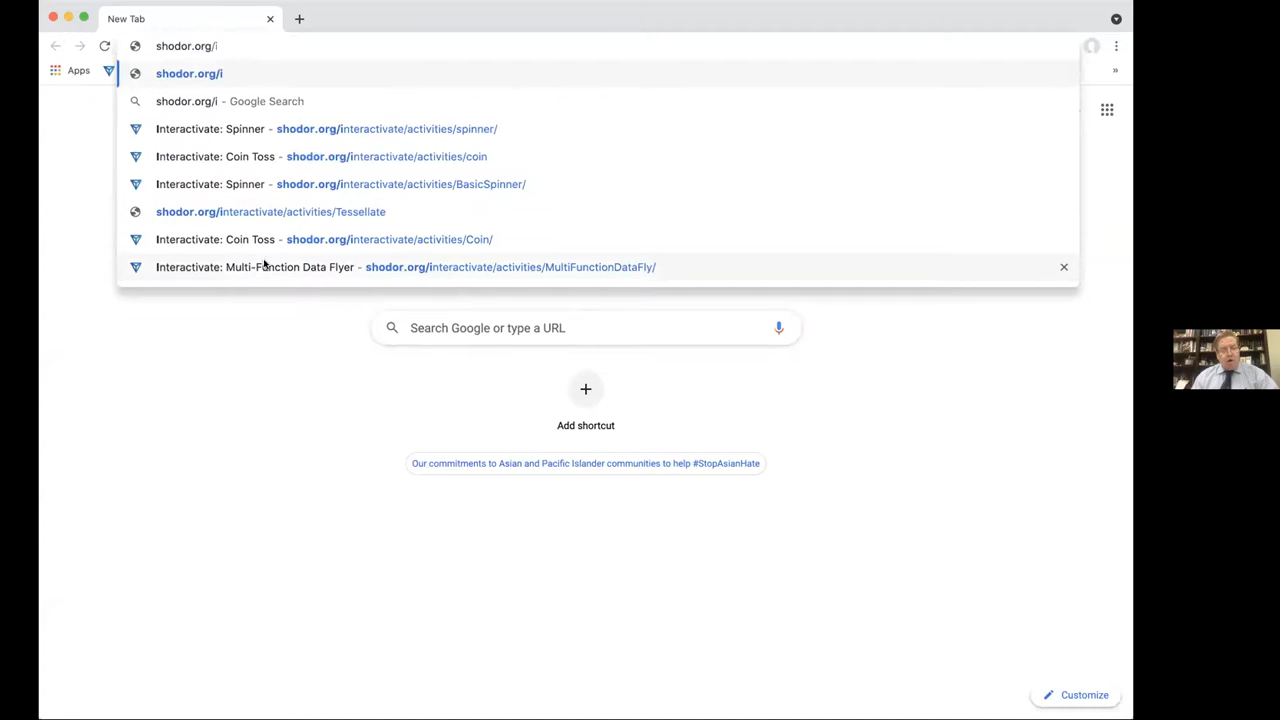 New Tab
shodor.org/i
Apps
shodor.org/i
shodor.org/i - Google Search
Interactivate: Spinner - shodor.org/interactivate/activities/spinner/
Interactivate: Coin Toss - shodor.org/interactivate/activities/coin
Interactivate: Spinner - shodor.org/interactivate/activities/BasicSpinner/
shodor.org/interactivate/activities/Tessellate
Interactivate: Coin Toss - shodor.org/interactivate/activities/Coin/
Interactivate: Multi-Function Data Flyer - shodor.org/interactivate/activities/MultiFunctionDataFly/
Search Google or type a URL
Add shortcut
Our commitments to Asian and Pacific Islander communities to help #StopAsianHate
Customize